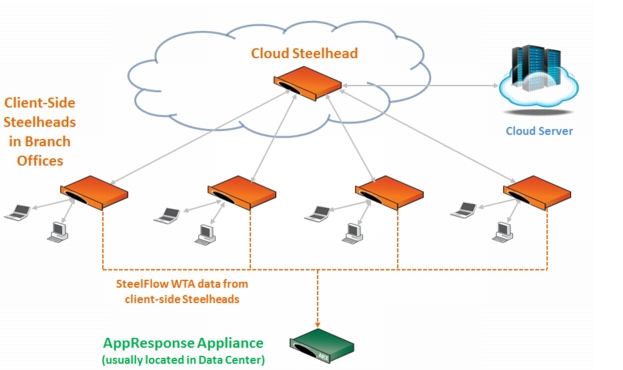 Cloud Steelhead
Client-Side
Steelheads
in Branch
Offices
Cloud Server
SteelFlow WTA data from
client-side Steelheads
AppResponse Appliance
(usually located in Data Center)